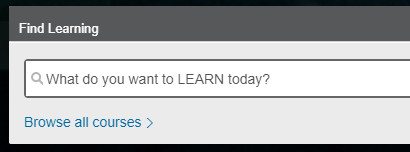 Find Learning
What do you want to LEARN today?
Browse all courses >